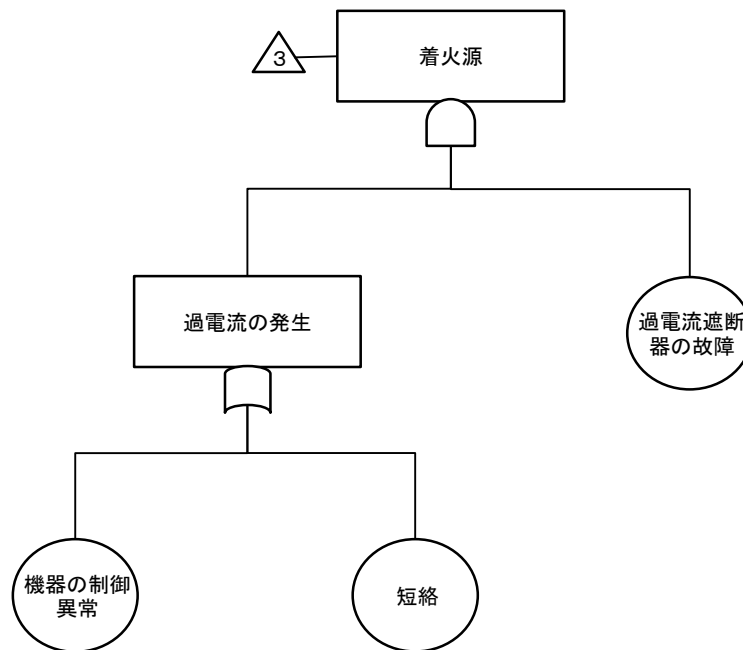 着火源
3
過電流の発生
過電流遮断
器の故障
機器の制御
異常
短絡